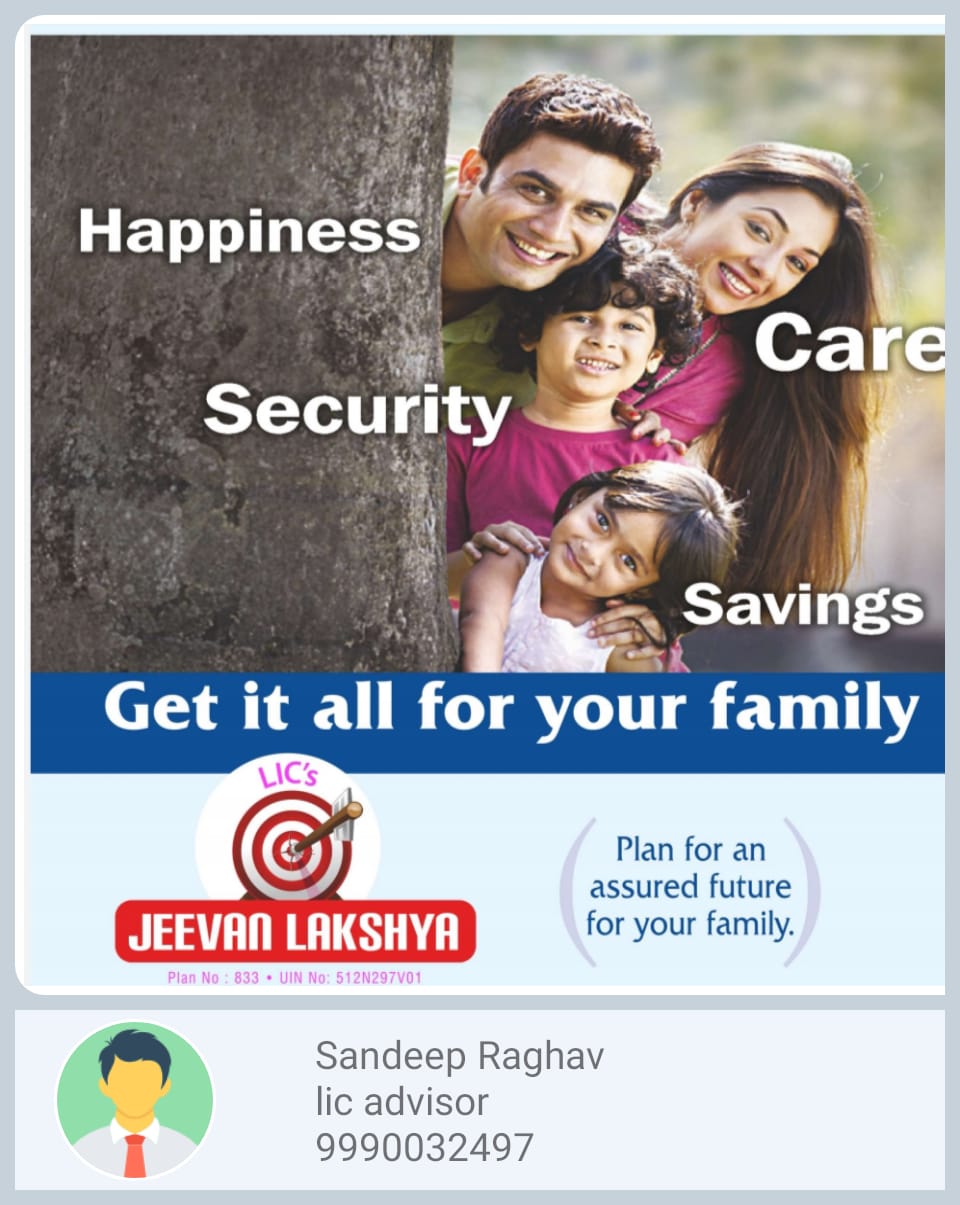 Happiness
Care
Security
Savings
Get it all for your family
LIC's
JEEVAN LAKSHYA
Plan No : 833 • UIN No: 512N297V01
Plan for an
assured future
for your family.
Sandeep Raghav
lic advisor
9990032497